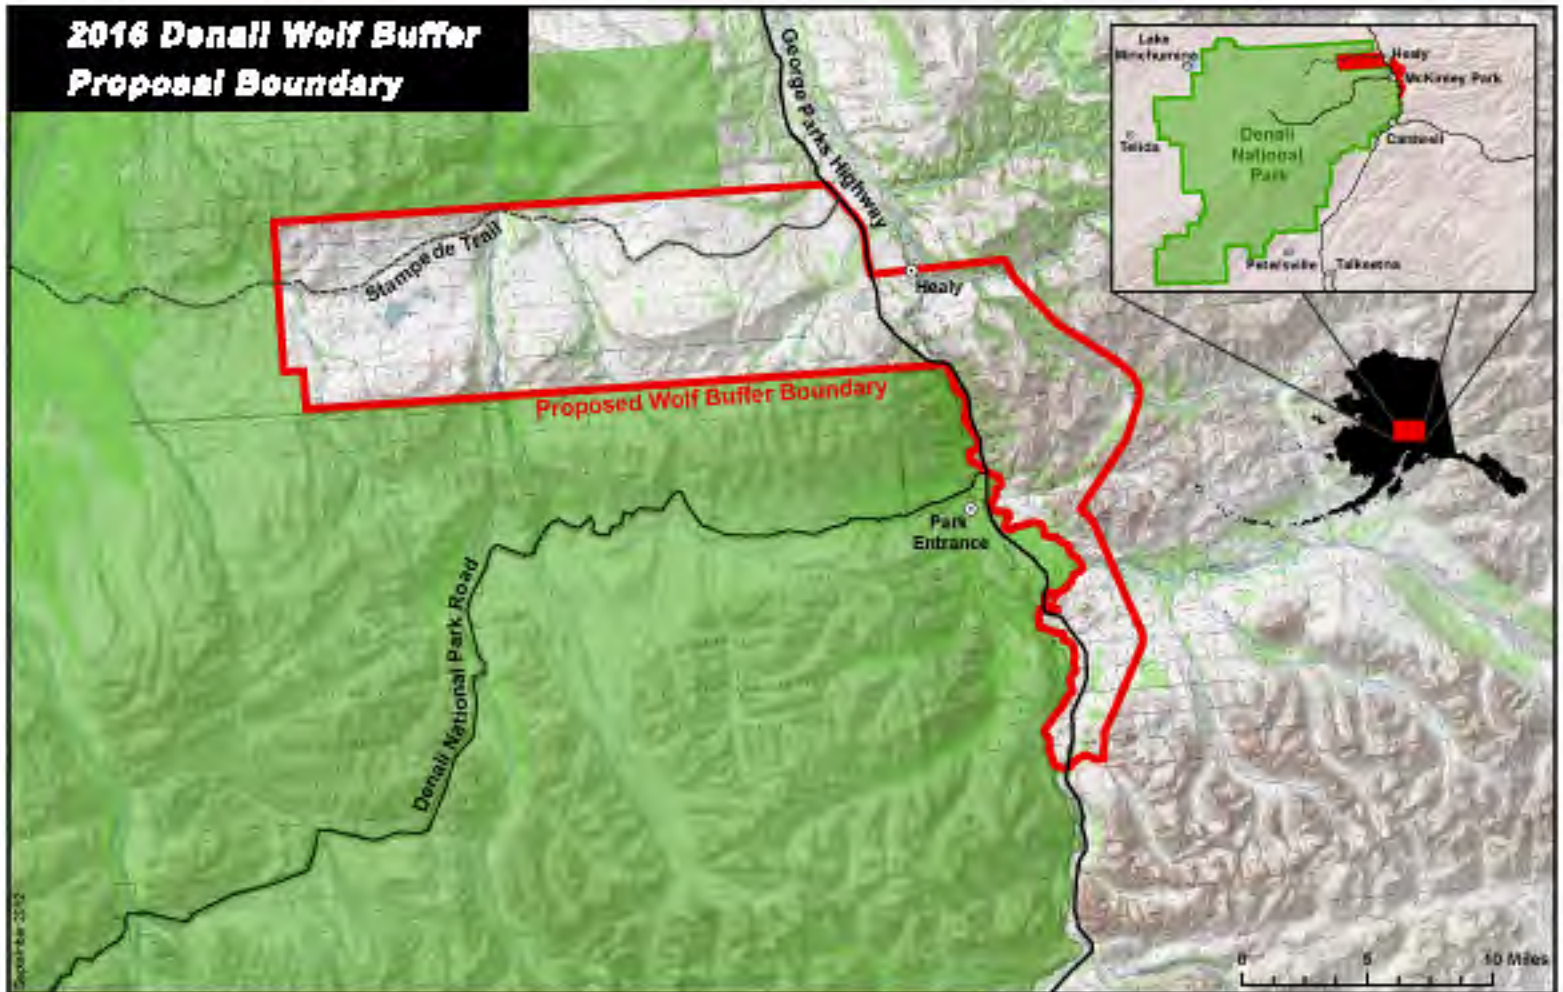 2016 Denali Wolf Buffer
Proposal Boundary
George Parks Highway
Stampede Trail
Healy
Proposed Wolf Buffer Boundary
Park
Entrance
Denali National Park Road
Lake
Minchumina
Healy
McKinley Park
Denali
National
Park
Telida
Cantwell
Petersville
Talkeetna
0 5 10 Miles
September 2012